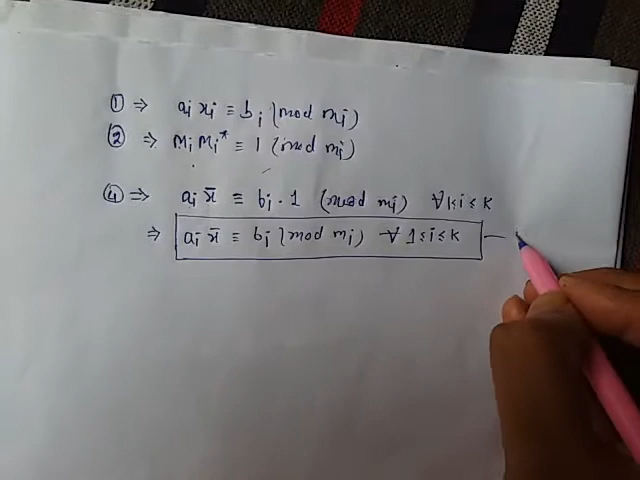 ① ⇒ aᵢ xᵢ ≡ bᵢ (mod mᵢ)
② ⇒ Mᵢ Mᵢ* ≡ 1 (mod mᵢ)
④ ⇒ aᵢ x̄ ≡ bᵢ · 1 (mod mᵢ) ∀ 1≤i≤k
⇒ aᵢ x̄ ≡ bᵢ (mod mᵢ) ∀ 1≤i≤k —